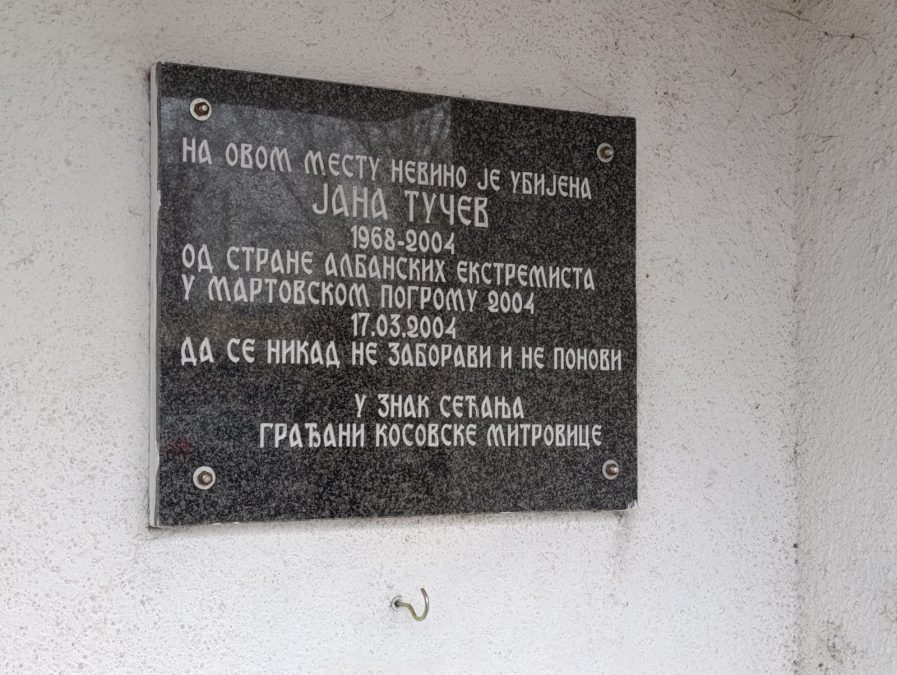 НА ОВОМ МЕСТУ НЕВИНО ЈЕ УБИЈЕНА
ЈАНА ТУЧЕВ
1968-2004
ОД СТРАНЕ АЛБАНСКИХ ЕКСТРЕМИСТА
У МАРТОВСКОМ ПОГРОМУ 2004
17.03.2004
ДА СЕ НИКАД НЕ ЗАБОРАВИ И НЕ ПОНОВИ
У ЗНАК СЕЋАЊА
ГРАЂАНИ КОСОВСКЕ МИТРОВИЦЕ